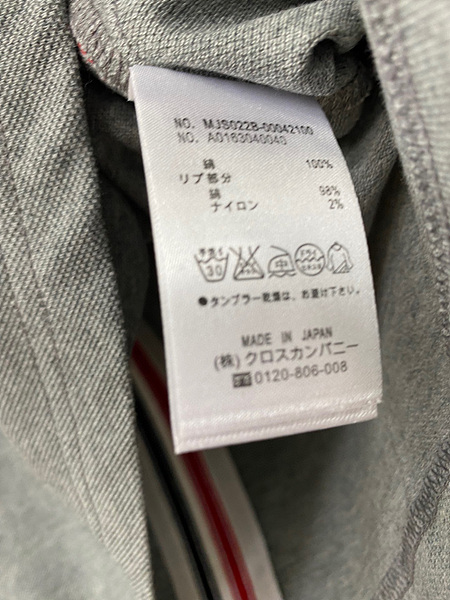 NO. MJS022B-00042100
NO. A0163040040
綿 100%
リブ部分
綿 98%
ナイロン 2%
30
●タンブラー乾燥は、お避け下さい。
MADE IN JAPAN
(株)クロスカンパニー
0120-806-008